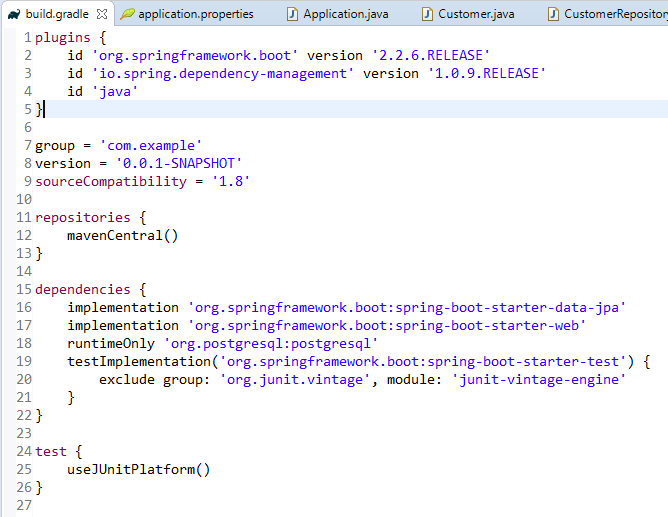 build.gradle application.properties Application.java Customer.java CustomerRepositor
1 plugins {
2     id 'org.springframework.boot' version '2.2.6.RELEASE'
3     id 'io.spring.dependency-management' version '1.0.9.RELEASE'
4     id 'java'
5 }
6
7 group = 'com.example'
8 version = '0.0.1-SNAPSHOT'
9 sourceCompatibility = '1.8'
10
11 repositories {
12     mavenCentral()
13 }
14
15 dependencies {
16     implementation 'org.springframework.boot:spring-boot-starter-data-jpa'
17     implementation 'org.springframework.boot:spring-boot-starter-web'
18     runtimeOnly 'org.postgresql:postgresql'
19     testImplementation('org.springframework.boot:spring-boot-starter-test') {
20         exclude group: 'org.junit.vintage', module: 'junit-vintage-engine'
21     }
22 }
23
24 test {
25     useJUnitPlatform()
26 }
27